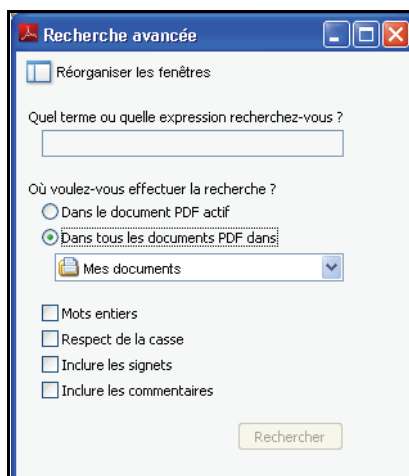 Recherche avancée
Réorganiser les fenêtres
Quel terme ou quelle expression recherchez-vous ?
Où voulez-vous effectuer la recherche ?
Dans le document PDF actif
Dans tous les documents PDF dans
Mes documents
Mots entiers
Respect de la casse
Inclure les signets
Inclure les commentaires
Rechercher